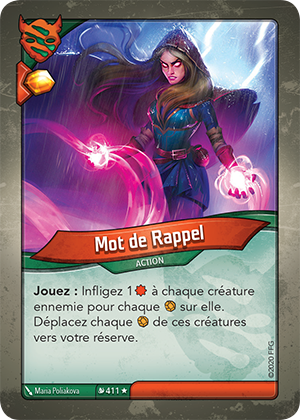 Mot de Rappel
ACTION
Jouez : Infligez 1 à chaque créature
ennemie pour chaque sur elle.
Déplacez chaque de ces créatures
vers votre réserve.
©2020 FFG
Maria Poliakova
411